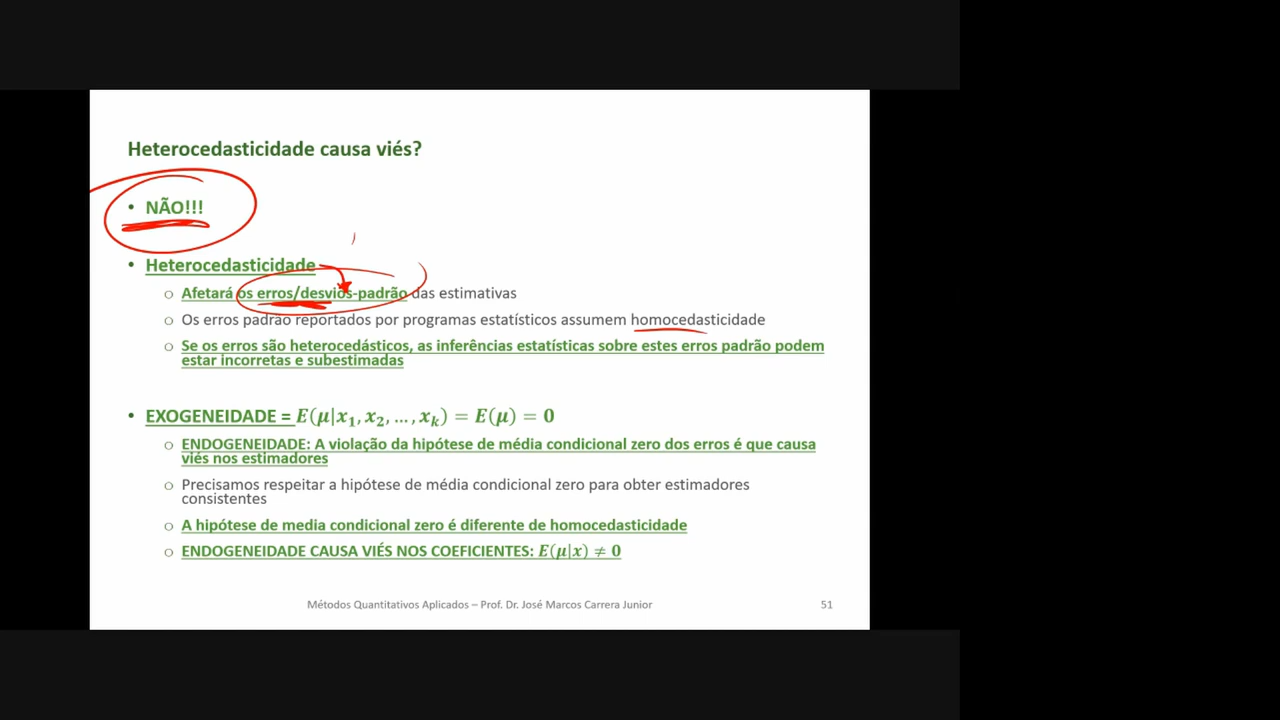 Heterocedasticidade causa viés?
• NÃO!!!
• Heterocedasticidade
o Afetará os erros/desvios-padrão das estimativas
o Os erros padrão reportados por programas estatísticos assumem homocedasticidade
o Se os erros são heterocedásticos, as inferências estatísticas sobre estes erros padrão podem
estar incorretas e subestimadas
• EXOGENEIDADE = E(μ|x₁, x₂, …, xₖ) = E(μ) = 0
o ENDOGENEIDADE: A violação da hipótese de média condicional zero dos erros é que causa
viés nos estimadores
o Precisamos respeitar a hipótese de média condicional zero para obter estimadores
consistentes
o A hipótese de media condicional zero é diferente de homocedasticidade
o ENDOGENEIDADE CAUSA VIÉS NOS COEFICIENTES: E(μ|x) ≠ 0
Métodos Quantitativos Aplicados – Prof. Dr. José Marcos Carrera Junior
51